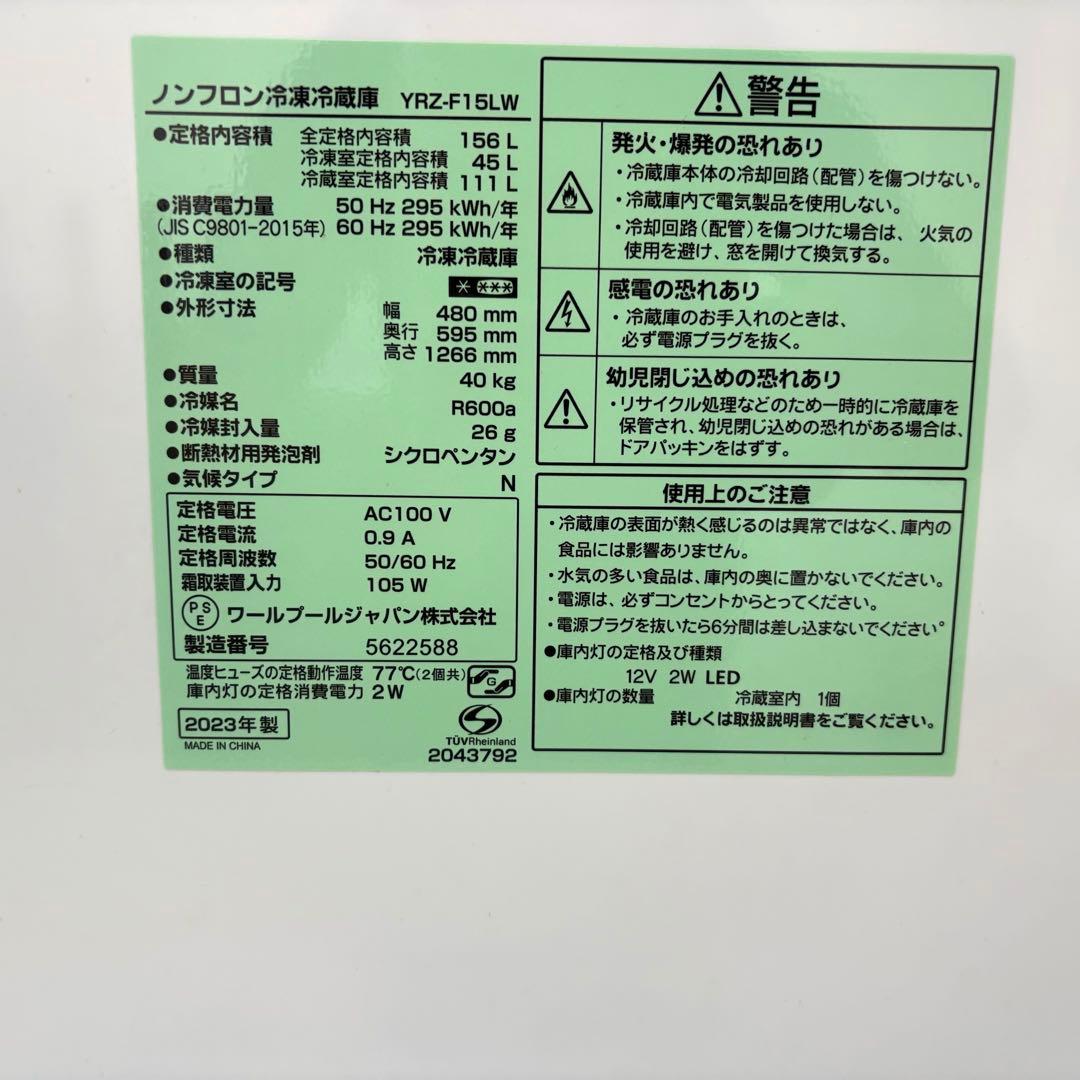 ノンフロン冷凍冷蔵庫 YRZ-F15LW
●定格内容積 全定格内容積 156 L
冷凍室定格内容積 45 L
冷蔵室定格内容積 111 L
●消費電力量 50 Hz 295 kWh/年
(JIS C9801-2015年) 60 Hz 295 kWh/年
●種類 冷凍冷蔵庫
●冷凍室の記号
●外形寸法 幅 480 mm
奥行 595 mm
高さ 1266 mm
●質量 40 kg
●冷媒名 R600a
●冷媒封入量 26 g
●断熱材用発泡剤 シクロペンタン
●気候タイプ N
定格電圧 AC100 V
定格電流 0.9 A
定格周波数 50/60 Hz
霜取装置入力 105 W
PSE ワールプールジャパン株式会社
製造番号 5622588
温度ヒューズの定格動作温度 77℃(2個共)
庫内灯の定格消費電力 2W
G
2023年製
MADE IN CHINA
TÜVRheinland
2043792
警告
発火・爆発の恐れあり
・冷蔵庫本体の冷却回路(配管)を傷つけない。
・冷蔵庫内で電気製品を使用しない。
・冷却回路(配管)を傷つけた場合は、火気の
使用を避け、窓を開けて換気する。
感電の恐れあり
・冷蔵庫のお手入れのときは、
必ず電源プラグを抜く。
幼児閉じ込めの恐れあり
・リサイクル処理などのため一時的に冷蔵庫を
保管され、幼児閉じ込めの恐れがある場合は、
ドアパッキンをはずす。
使用上のご注意
・冷蔵庫の表面が熱く感じるのは異常ではなく、庫内の
食品には影響ありません。
・水気の多い食品は、庫内の奥に置かないでください。
・電源は、必ずコンセントからとってください。
・電源プラグを抜いたら6分間は差し込まないでください。
●庫内灯の定格及び種類
12V 2W LED
●庫内灯の数量 冷蔵室内 1個
詳しくは取扱説明書をご覧ください。